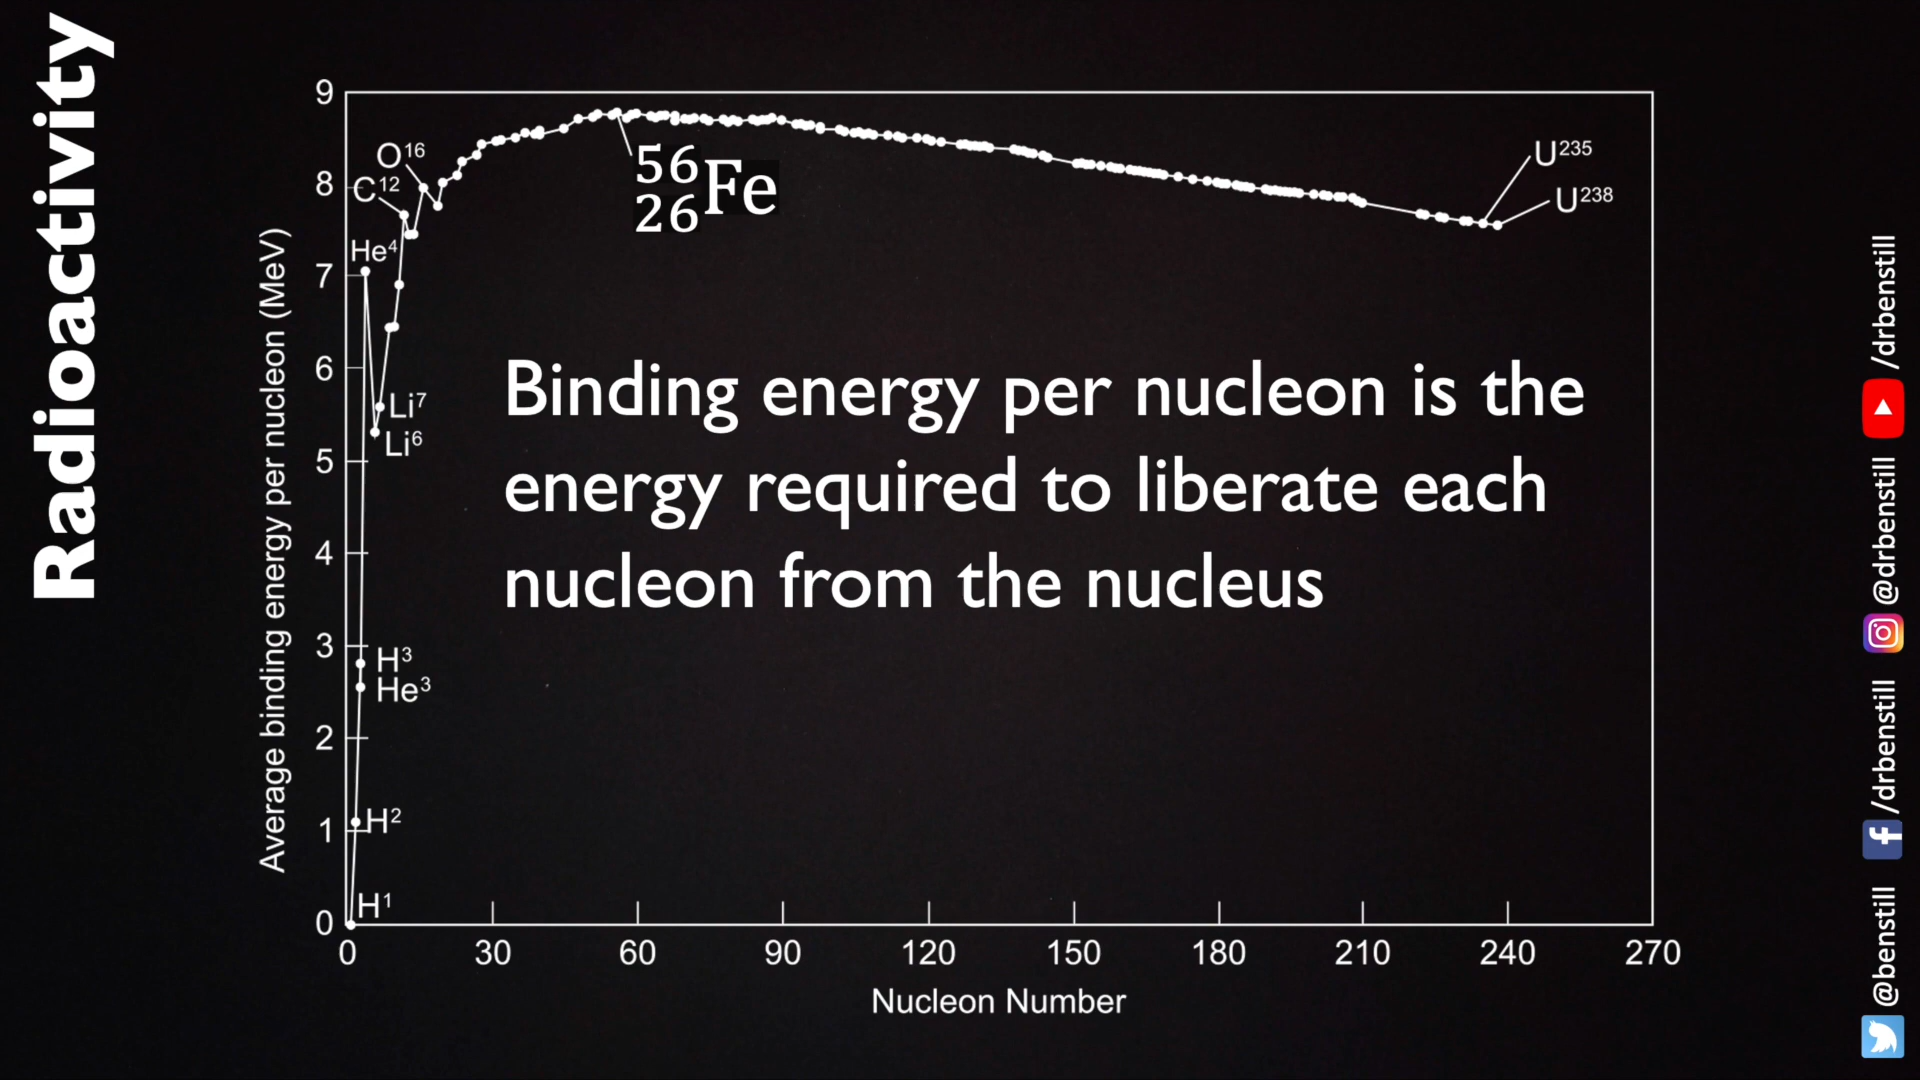 Radioactivity
Average binding energy per nucleon (MeV)
9
8
7
6
5
4
3
2
1
0
O¹⁶
C¹²
He⁴
Li⁷
Li⁶
H³
He³
H²
H¹
⁵⁶₂₆Fe
U²³⁵
U²³⁸
Binding energy per nucleon is the
energy required to liberate each
nucleon from the nucleus
0 30 60 90 120 150 180 210 240 270
Nucleon Number
/drbenstill
@drbenstill
/drbenstill
@benstill